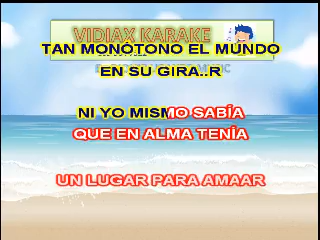 VIDIAX KARAKE
TAN MONÓTONO EL MUNDO
EN SU GIRA..R
NI YO MISMO SABÍA
QUE EN ALMA TENÍA
UN LUGAR PARA AMAAR